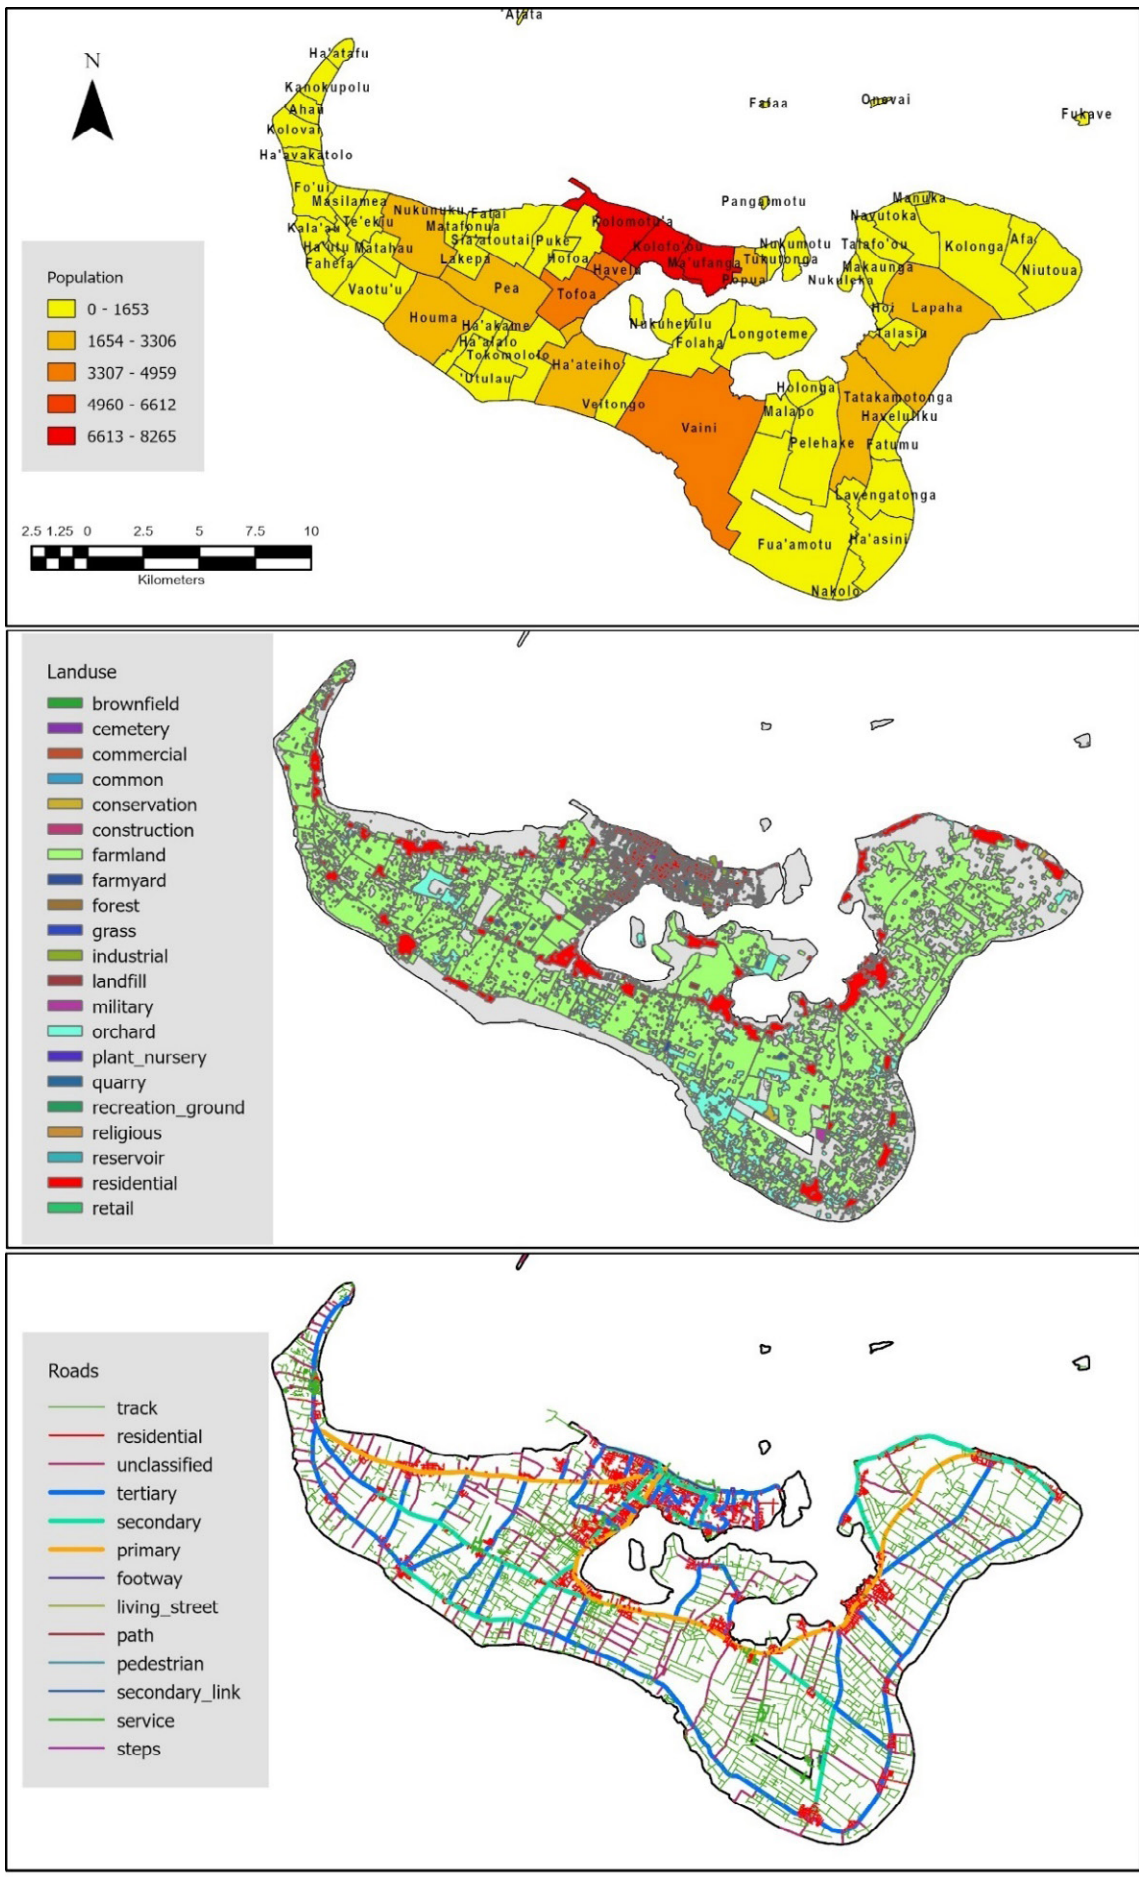 'Atata
Ha'atafu
N
Kanokupolu
Ahau
Kolovai
Ha'avakatolo
Fafaa
Onevai
Fukave
Fo'ui
Masilamea
Nukunuku
Fatai
Kolomotu'a
Pangaimotu
Manuka
Navutoka
Kala'au
Te'ekiu
Matafonua
Sia'atoutai
Puke
Kolofo'ou
Nukumotu
Talafo'ou
Kolonga
Afa
Ha'utu
Matahau
Lakepa
Hofoa
Havelu
Ma'ufanga
Tukutonga
Makaunga
Niutoua
Fahefa
Vaotu'u
Pea
Tofoa
Popua
Nukuleka
Hoi
Lapaha
Houma
Ha'akame
Nukuhetulu
Longoteme
Talasiu
Ha'alalo
Folaha
Tokomololo
'Utulau
Ha'ateiho
Holonga
Tatakamotonga
Veitongo
Malapo
Haveluliku
Vaini
Pelehake
Fatumu
Lavengatonga
Fua'amotu
Ha'asini
Nakolo
Population
0 - 1653
1654 - 3306
3307 - 4959
4960 - 6612
6613 - 8265
2.5 1.25 0 2.5 5 7.5 10
Kilometers
Landuse
brownfield
cemetery
commercial
common
conservation
construction
farmland
farmyard
forest
grass
industrial
landfill
military
orchard
plant_nursery
quarry
recreation_ground
religious
reservoir
residential
retail
Roads
track
residential
unclassified
tertiary
secondary
primary
footway
living_street
path
pedestrian
secondary_link
service
steps